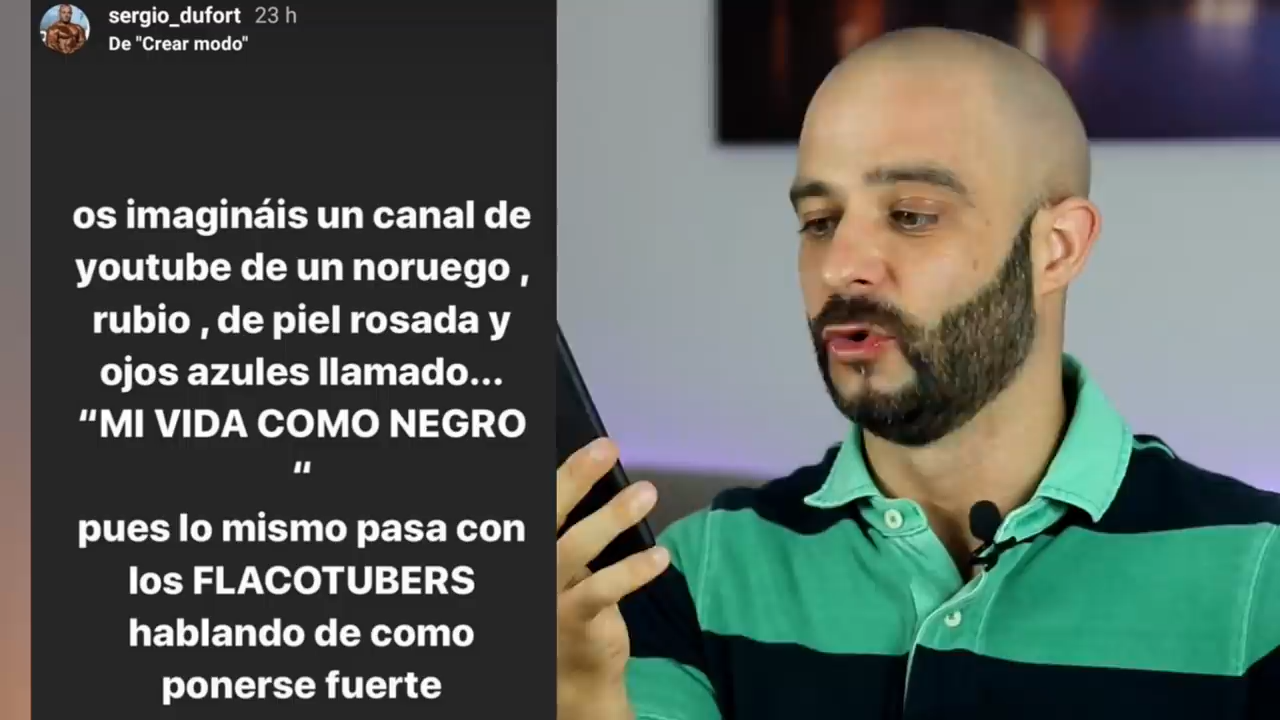 sergio_dufort 23 h
De "Crear modo"
os imagináis un canal de
youtube de un noruego ,
rubio , de piel rosada y
ojos azules llamado...
“MI VIDA COMO NEGRO
“
pues lo mismo pasa con
los FLACOTUBERS
hablando de como
ponerse fuerte